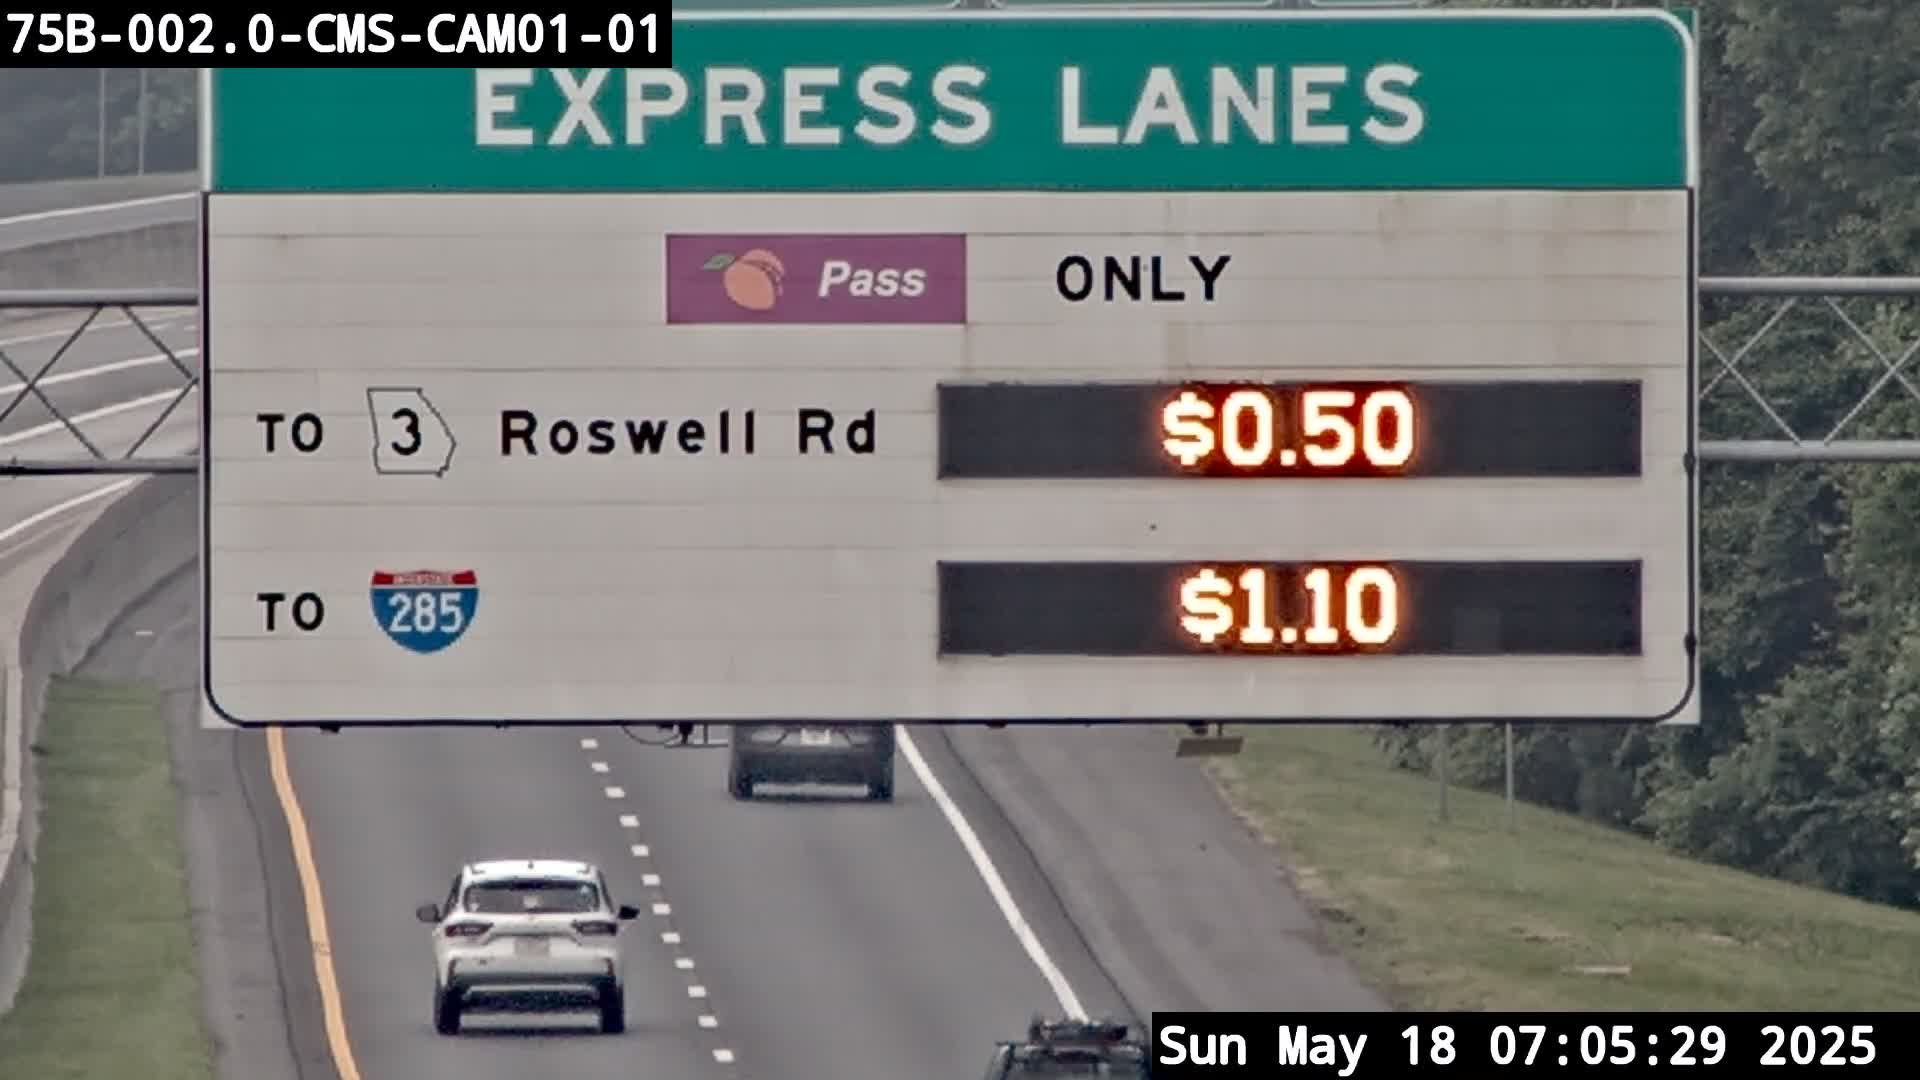 75B-002.0-CMS-CAM01-01
EXPRESS LANES
Pass ONLY
TO 3 Roswell Rd $0.50
INTERSTATE
TO 285 $1.10
Sun May 18 07:05:29 2025